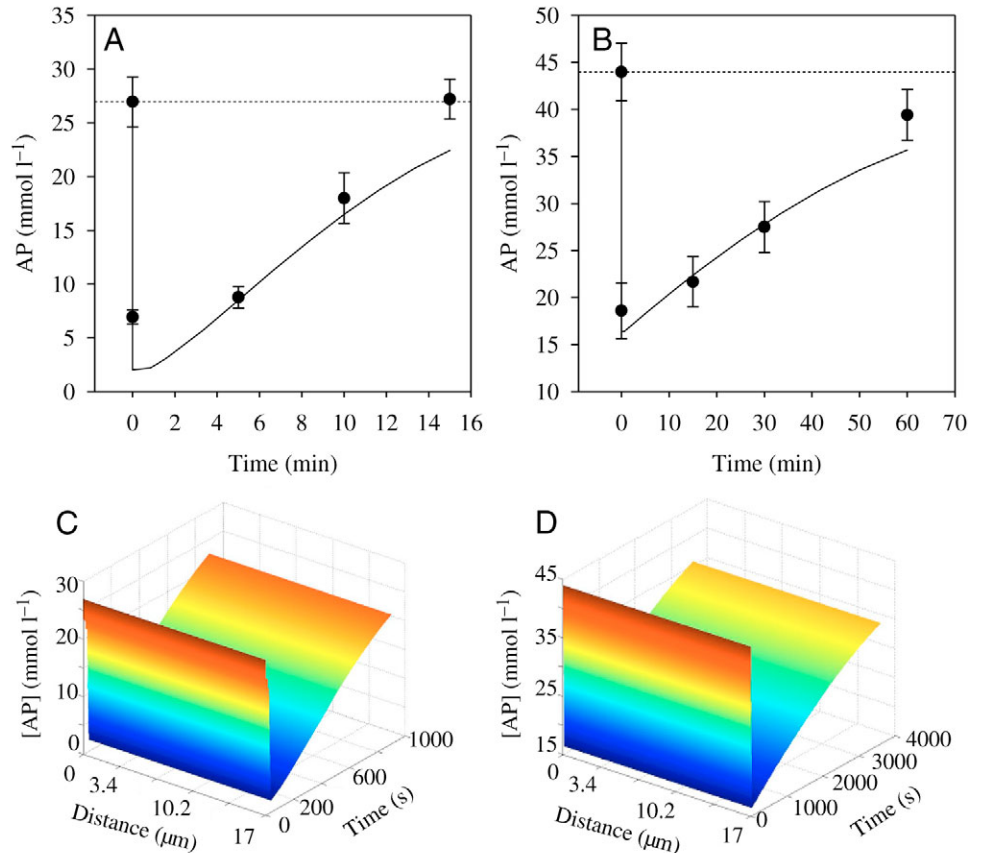 A
AP (mmol l⁻¹)
35
30
25
20
15
10
5
0
0 2 4 6 8 10 12 14 16
Time (min)
B
AP (mmol l⁻¹)
50
45
40
35
30
25
20
15
10
0 10 20 30 40 50 60 70
Time (min)
C
[AP] (mmol l⁻¹)
30
20
10
0
0 3.4 10.2 17
Distance (μm)
0 200 600 1000
Time (s)
D
[AP] (mmol l⁻¹)
45
35
25
15
0 3.4 10.2 17
Distance (μm)
0 1000 2000 3000 4000
Time (s)